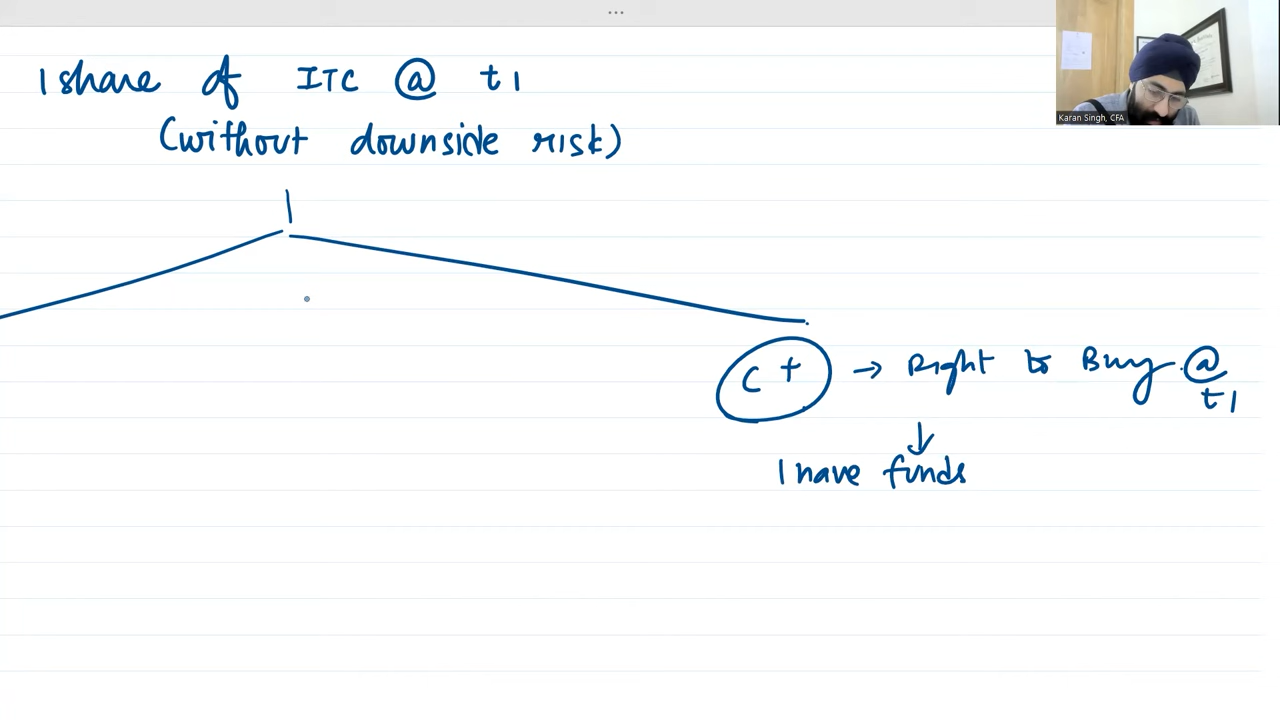 1 share of ITC @ t1
(without downside risk)
C+ → Right to Buy @ t1
↓
I have funds
Karan Singh, CFA